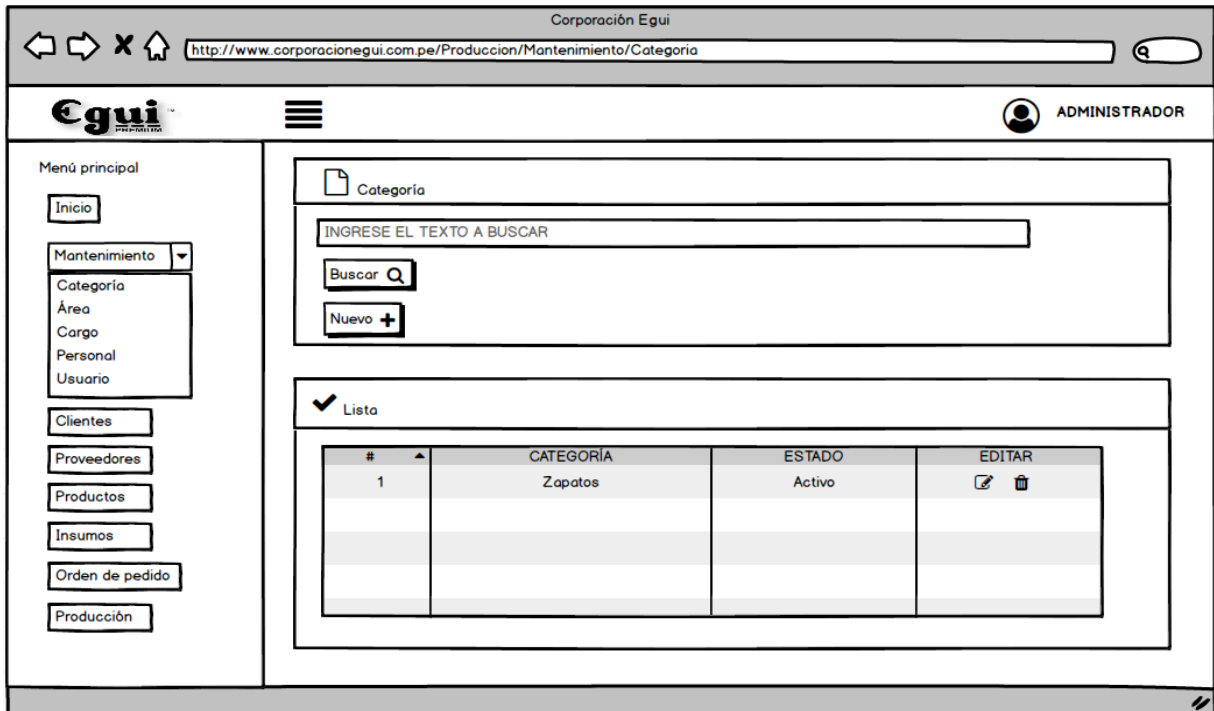 Corporación Egui
http://www..corporacionegui.com.pe/Produccion/Mantenimiento/Categoria
Egui™
PREMIUM
ADMINISTRADOR
Menú principal
Inicio
Mantenimiento
Categoría
Área
Cargo
Personal
Usuario
Clientes
Proveedores
Productos
Insumos
Orden de pedido
Producción
Categoría
INGRESE EL TEXTO A BUSCAR
Buscar
Nuevo
Lista
# CATEGORÍA ESTADO EDITAR
1 Zapatos Activo